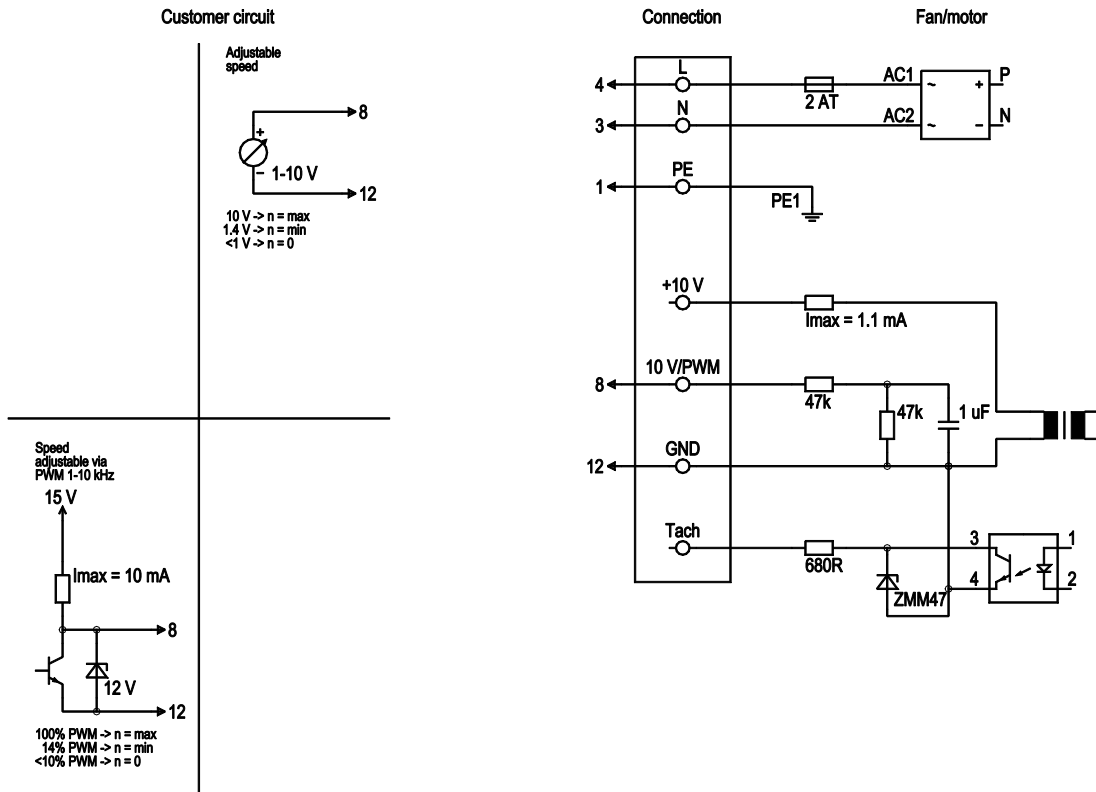 Customer circuit
Connection
Fan/motor
Adjustable
speed
8
+
− 1-10 V
12
10 V -> n = max
1.4 V -> n = min
<1 V -> n = 0
Speed
adjustable via
PWM 1-10 kHz
15 V
Imax = 10 mA
8
12 V
12
100% PWM -> n = max
14% PWM -> n = min
<10% PWM -> n = 0
L
4
2 AT
AC1
~ + P
N
3
AC2
~ − N
PE
1
PE1
+10 V
Imax = 1.1 mA
10 V/PWM
8
47k
47k
1 uF
GND
12
Tach
680R
3
1
4
2
ZMM47